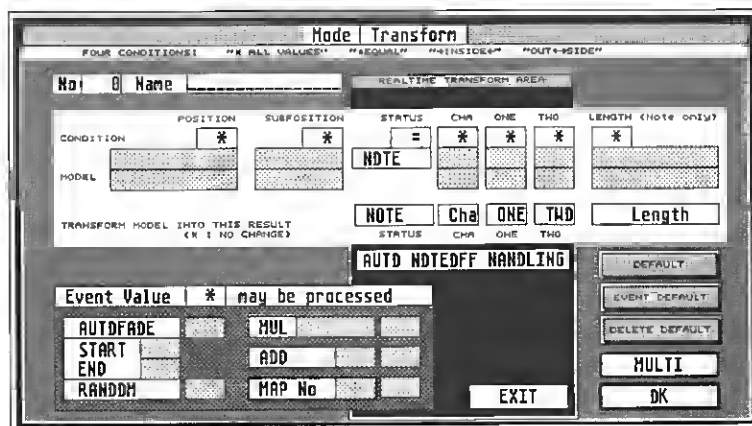 Mode | Transform
FOUR CONDITIONS: "* ALL VALUES" "=EQUAL" "→INSIDE←" "OUT←→SIDE"
No 0 Name
REALTIME TRANSFORM AREA
POSITION SUBPOSITION STATUS CHA ONE TWO LENGTH (Note only)
CONDITION * * = * * * *
NOTE
MODEL
TRANSFORM MODEL INTO THIS RESULT
(* : NO CHANGE)
NOTE Cha ONE TWO Length
STATUS CHA ONE TWO
AUTO NOTEOFF HANDLING
DEFAULT
Event Value | * | may be processed
EVENT DEFAULT
AUTOFADE MUL
DELETE DEFAULT
START
END
ADD
MULTI
RANDOM MAP No
EXIT
OK